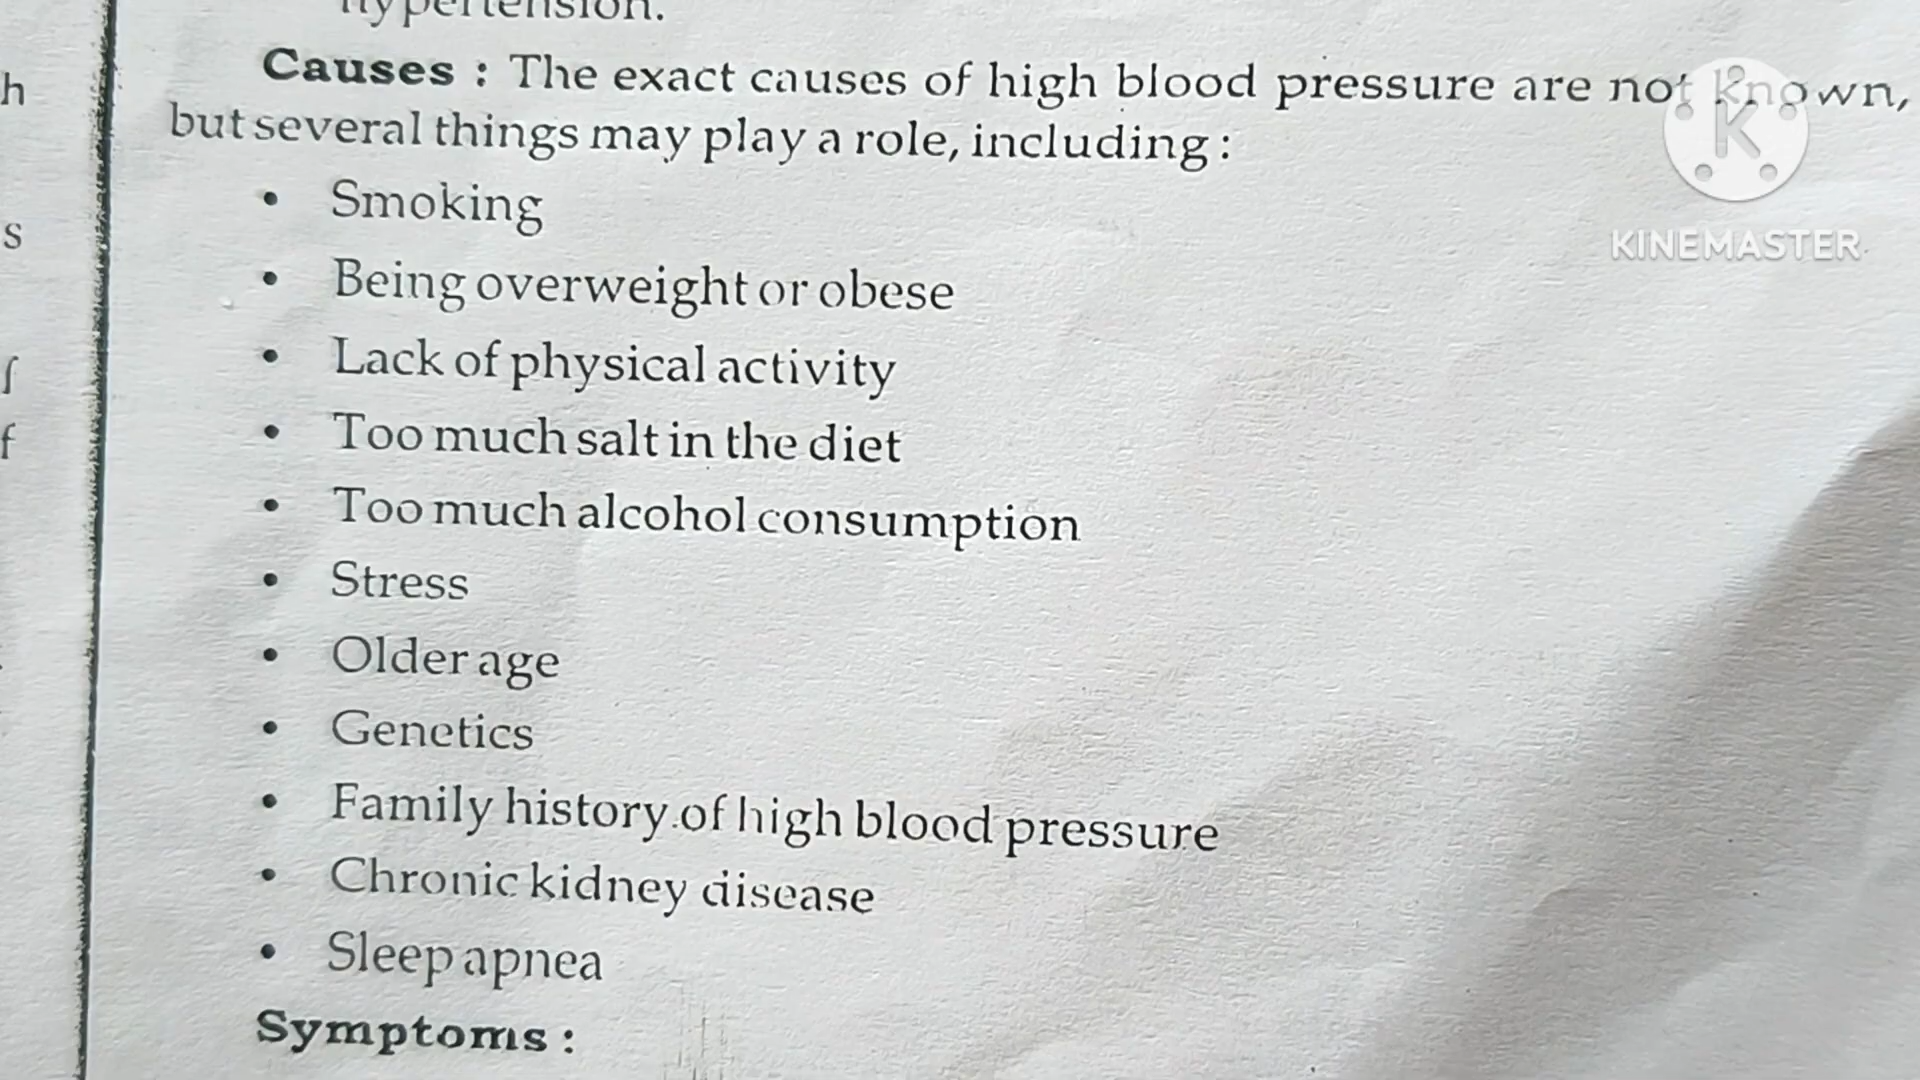 hypertension.
Causes : The exact causes of high blood pressure are not known,
but several things may play a role, including :
• Smoking
• Being overweight or obese
• Lack of physical activity
• Too much salt in the diet
• Too much alcohol consumption
• Stress
• Older age
• Genetics
• Family history of high blood pressure
• Chronic kidney disease
• Sleep apnea
Symptoms :
h
s
f
K
KINEMASTER